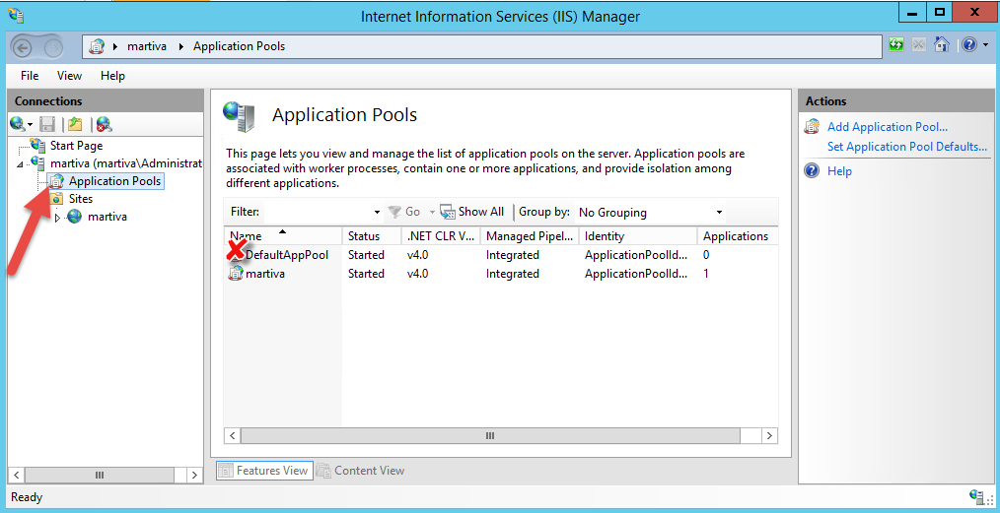 Internet Information Services (IIS) Manager
martiva Application Pools
File View Help
Connections
Start Page
martiva (martiva\Administrat
Application Pools
Sites
martiva
Application Pools
This page lets you view and manage the list of application pools on the server. Application pools are
associated with worker processes, contain one or more applications, and provide isolation among
different applications.
Filter: Go Show All Group by: No Grouping
Name Status .NET CLR V... Managed Pipel... Identity Applications
DefaultAppPool Started v4.0 Integrated ApplicationPoolId... 0
martiva Started v4.0 Integrated ApplicationPoolId... 1
Features View Content View
Actions
Add Application Pool...
Set Application Pool Defaults...
Help
Ready